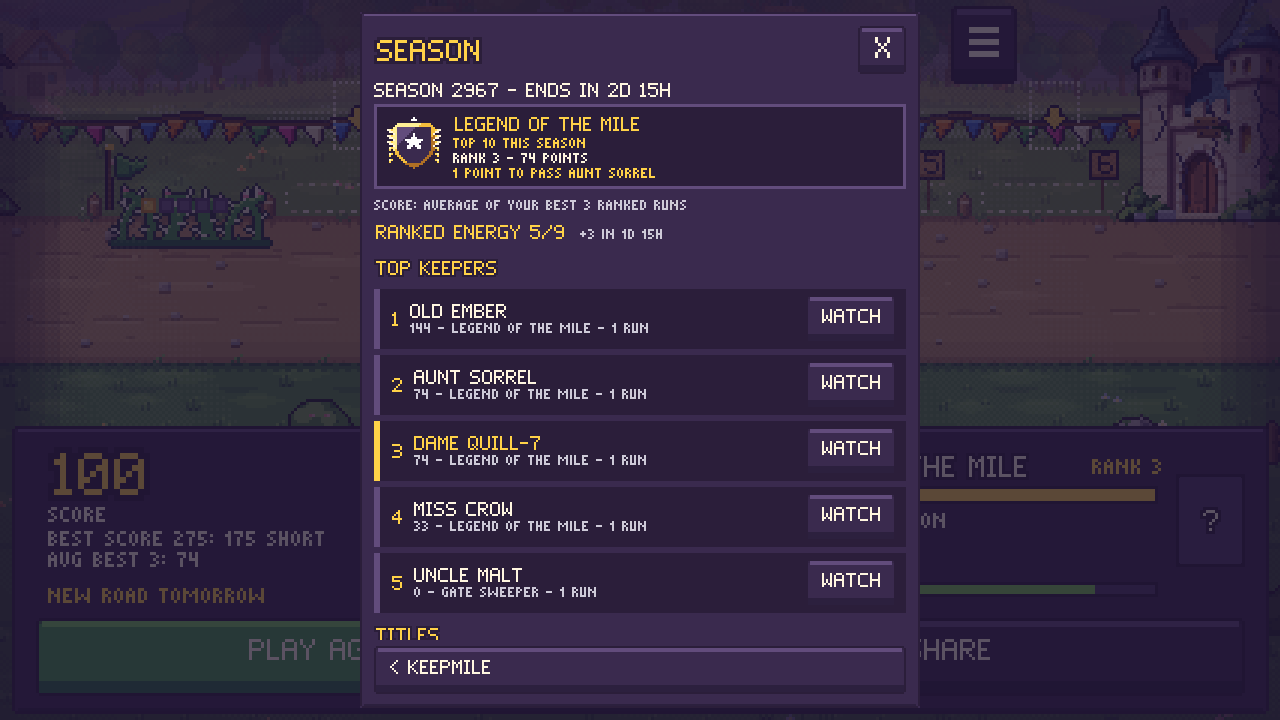 SEASON
X
SEASON 2967 - ENDS IN 2D 15H
LEGEND OF THE MILE
TOP 10 THIS SEASON
RANK 3 - 74 POINTS
1 POINT TO PASS AUNT SORREL
SCORE: AVERAGE OF YOUR BEST 3 RANKED RUNS
RANKED ENERGY 5/9 +3 IN 1D 15H
TOP KEEPERS
1 OLD EMBER
144 - LEGEND OF THE MILE - 1 RUN
WATCH
2 AUNT SORREL
74 - LEGEND OF THE MILE - 1 RUN
WATCH
3 DAME QUILL-7
74 - LEGEND OF THE MILE - 1 RUN
WATCH
4 MISS CROW
33 - LEGEND OF THE MILE - 1 RUN
WATCH
5 UNCLE MALT
0 - GATE SWEEPER - 1 RUN
WATCH
TITLES
< KEEPMILE
100
SCORE
BEST SCORE 275: 175 SHORT
AVG BEST 3: 74
NEW ROAD TOMORROW
PLAY AG
5
6
THE MILE
RANK 3
ON
?
SHARE